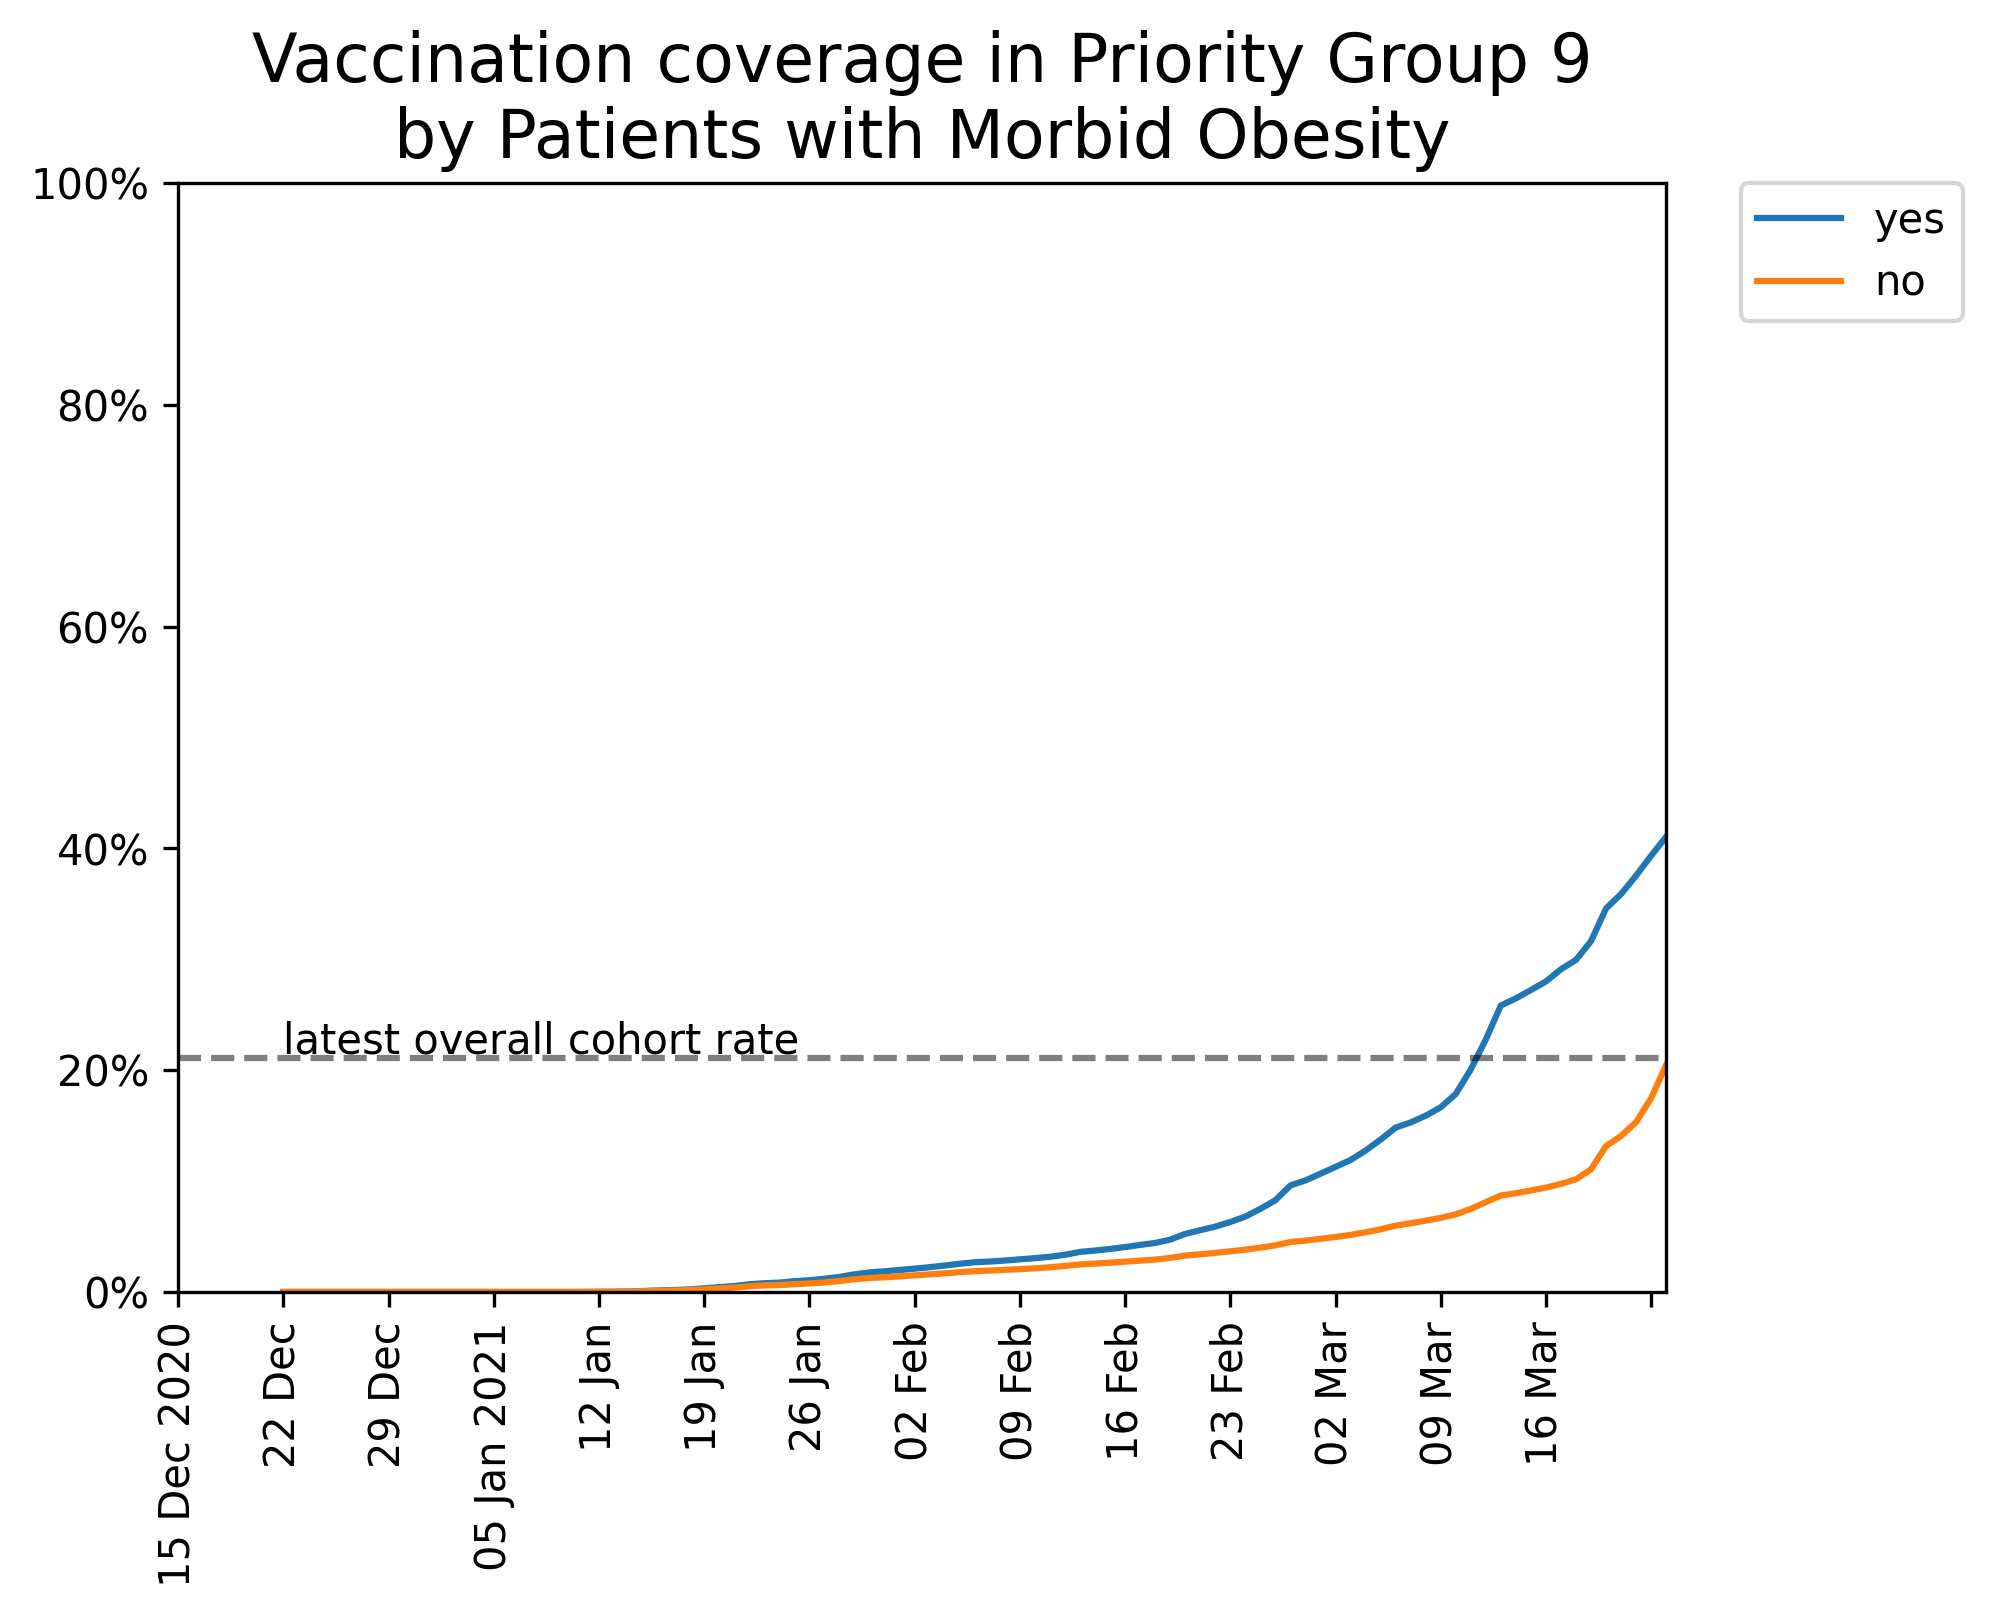 Vaccination coverage in Priority Group 9
by Patients with Morbid Obesity
100%
80%
60%
40%
20%
0%
latest overall cohort rate
yes
no
15 Dec 2020
22 Dec
29 Dec
05 Jan 2021
12 Jan
19 Jan
26 Jan
02 Feb
09 Feb
16 Feb
23 Feb
02 Mar
09 Mar
16 Mar